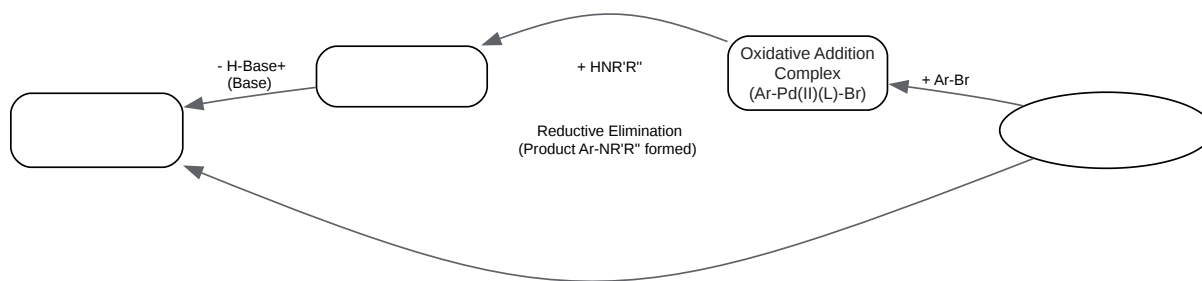 - H-Base+
(Base)
+ HNR'R"
Oxidative Addition
Complex
(Ar-Pd(II)(L)-Br)
+ Ar-Br
Reductive Elimination
(Product Ar-NR'R" formed)